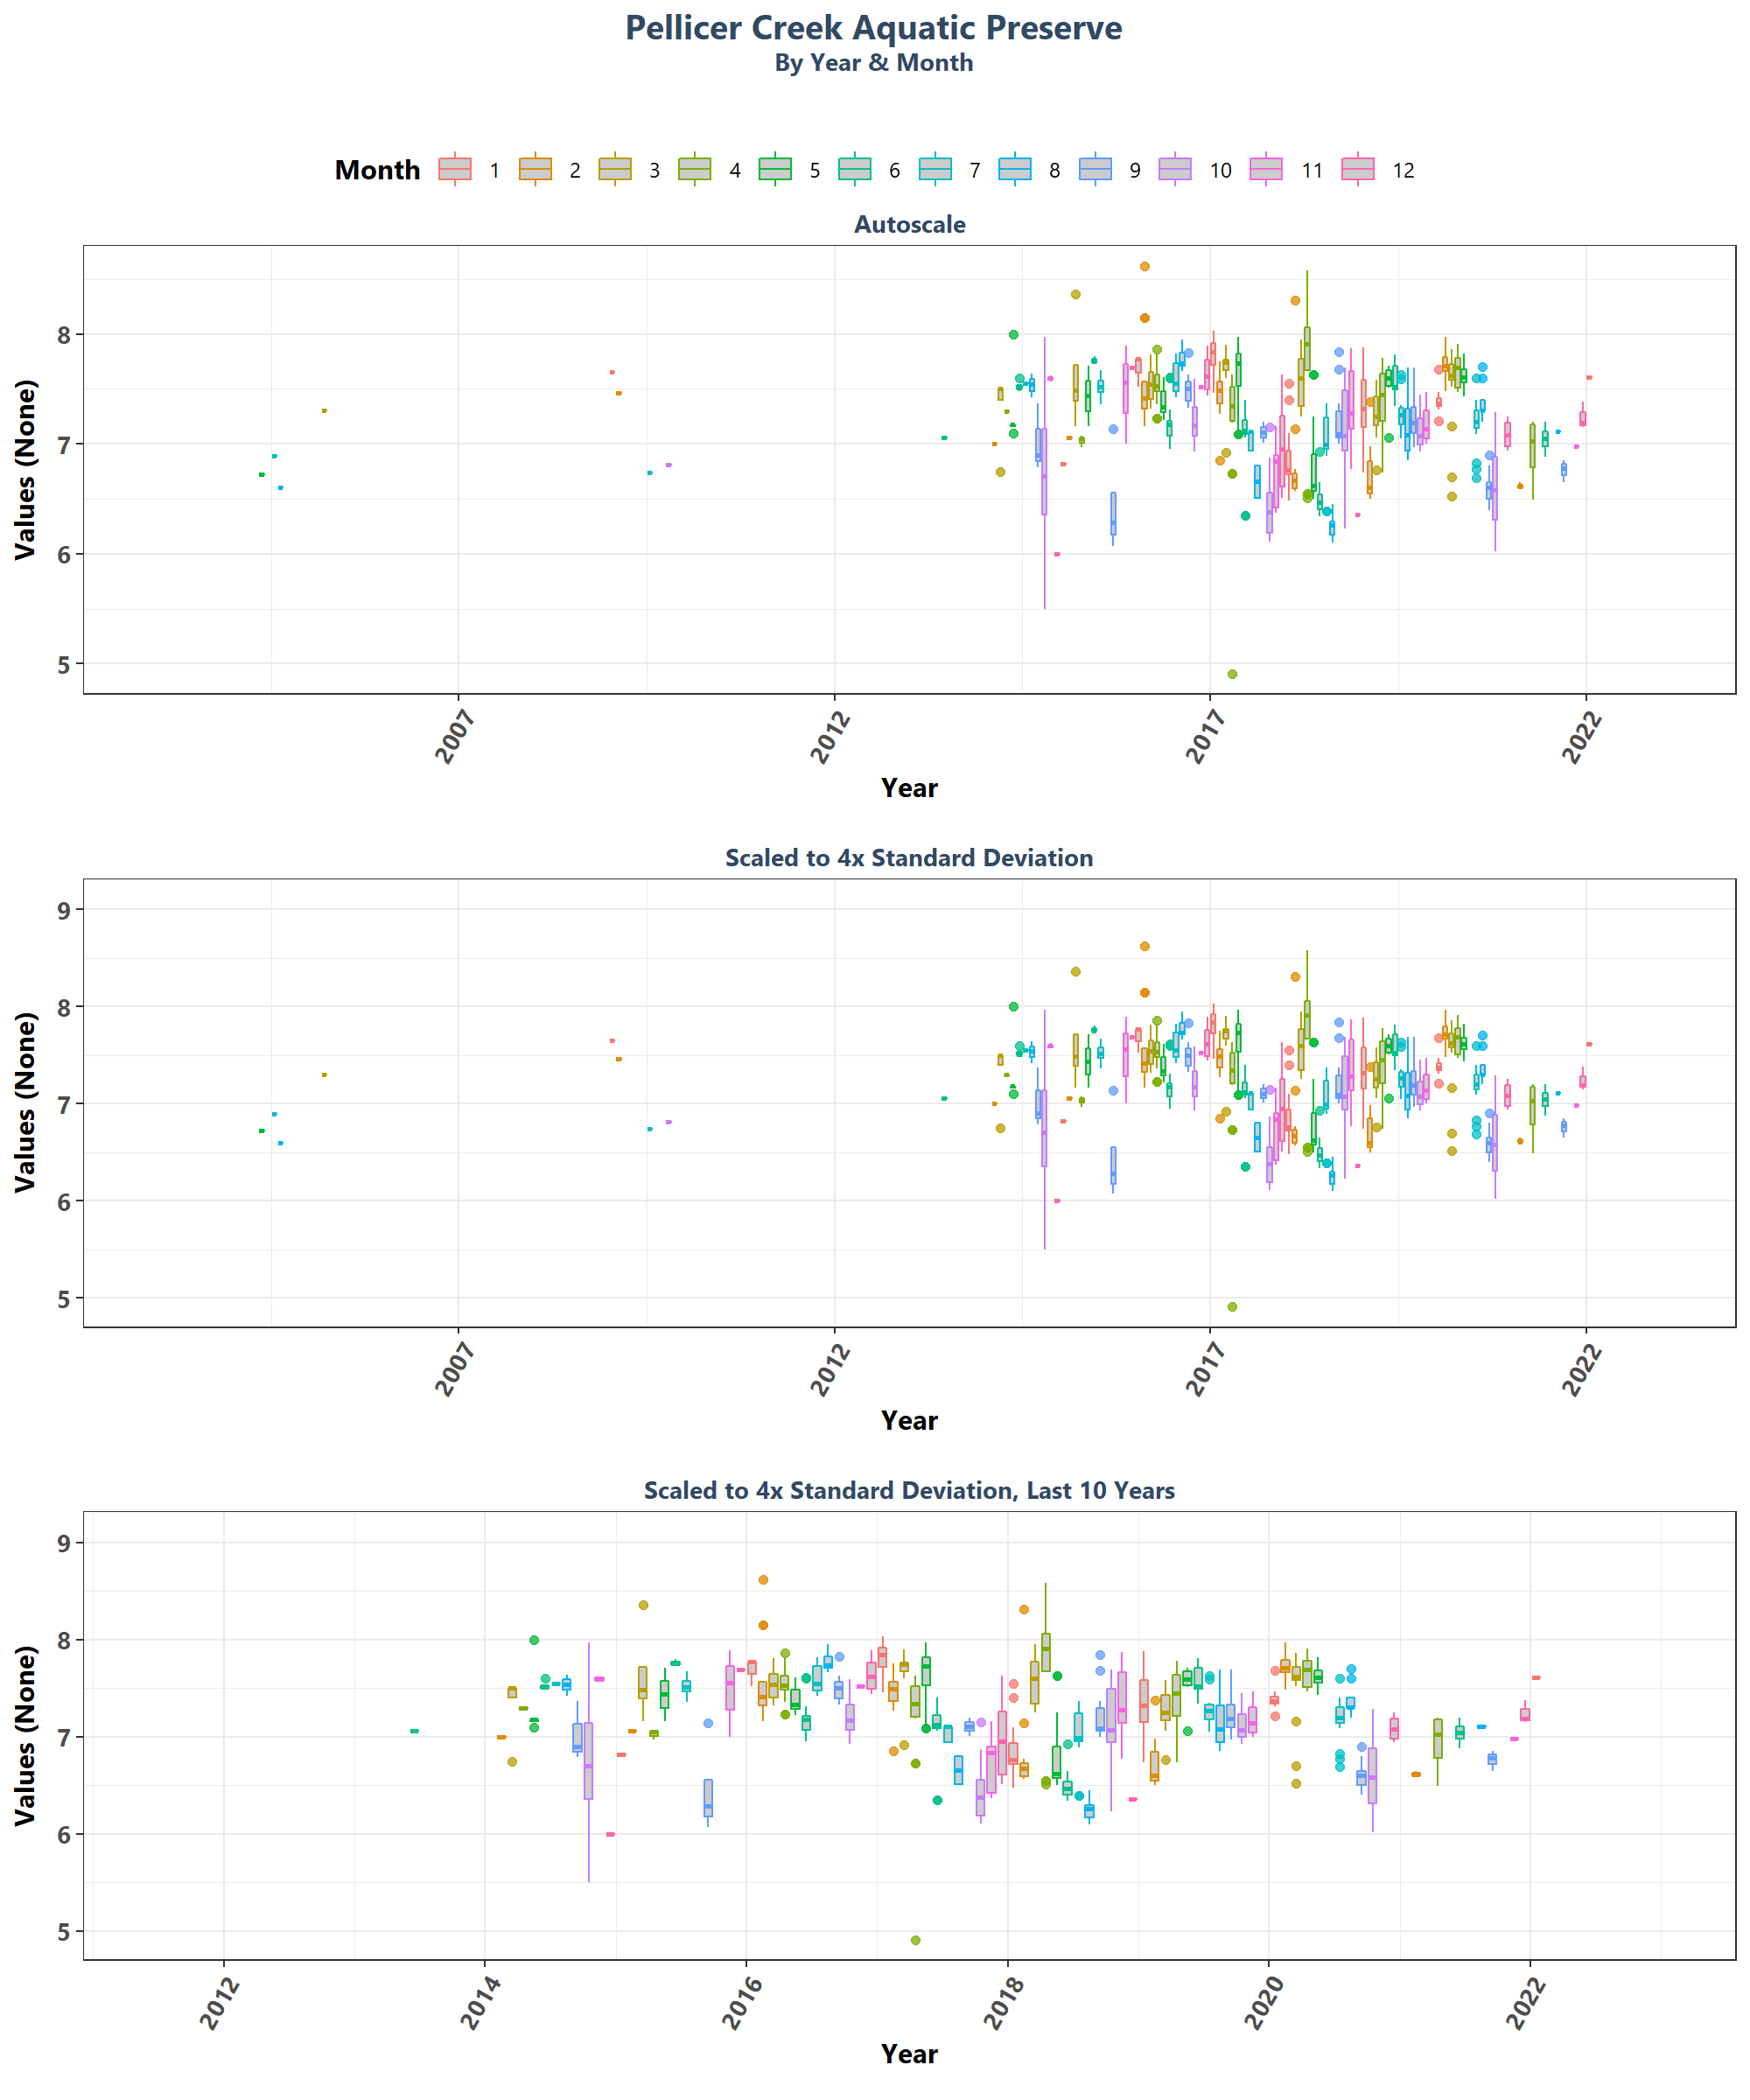 Pellicer Creek Aquatic Preserve
By Year & Month
Month 1 2 3 4 5 6 7 8 9 10 11 12
Autoscale
Values (None)
8
7
6
5
2007 2012 2017 2022
Year
Scaled to 4x Standard Deviation
Values (None)
9
8
7
6
5
2007 2012 2017 2022
Year
Scaled to 4x Standard Deviation, Last 10 Years
Values (None)
9
8
7
6
5
2012 2014 2016 2018 2020 2022
Year